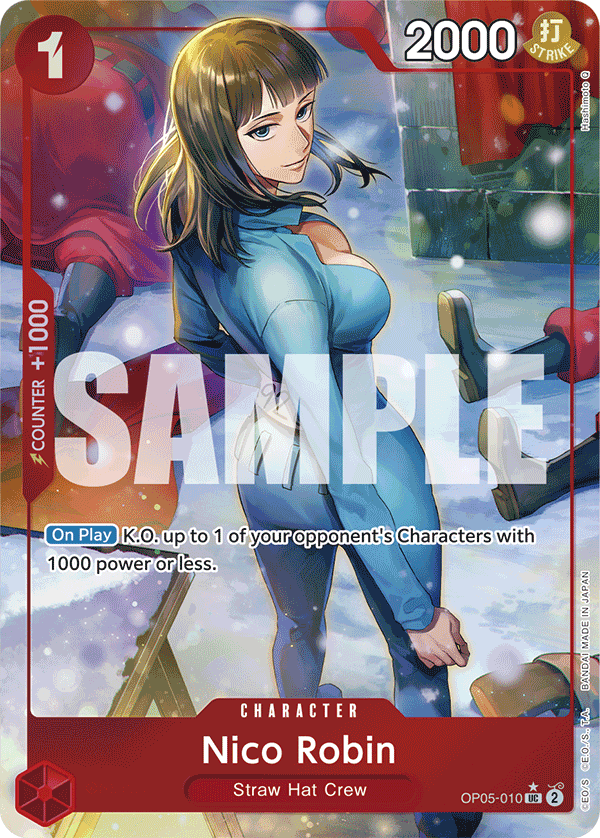 1
2000
打
STRIKE
Hashimoto Q
COUNTER +1000
SAMPLE
On Play K.O. up to 1 of your opponent's Characters with
1000 power or less.
CHARACTER
Nico Robin
Straw Hat Crew
OP05-010 UC 2
©EO/S ©E.O./S., T.A. BANDAI MADE IN JAPAN